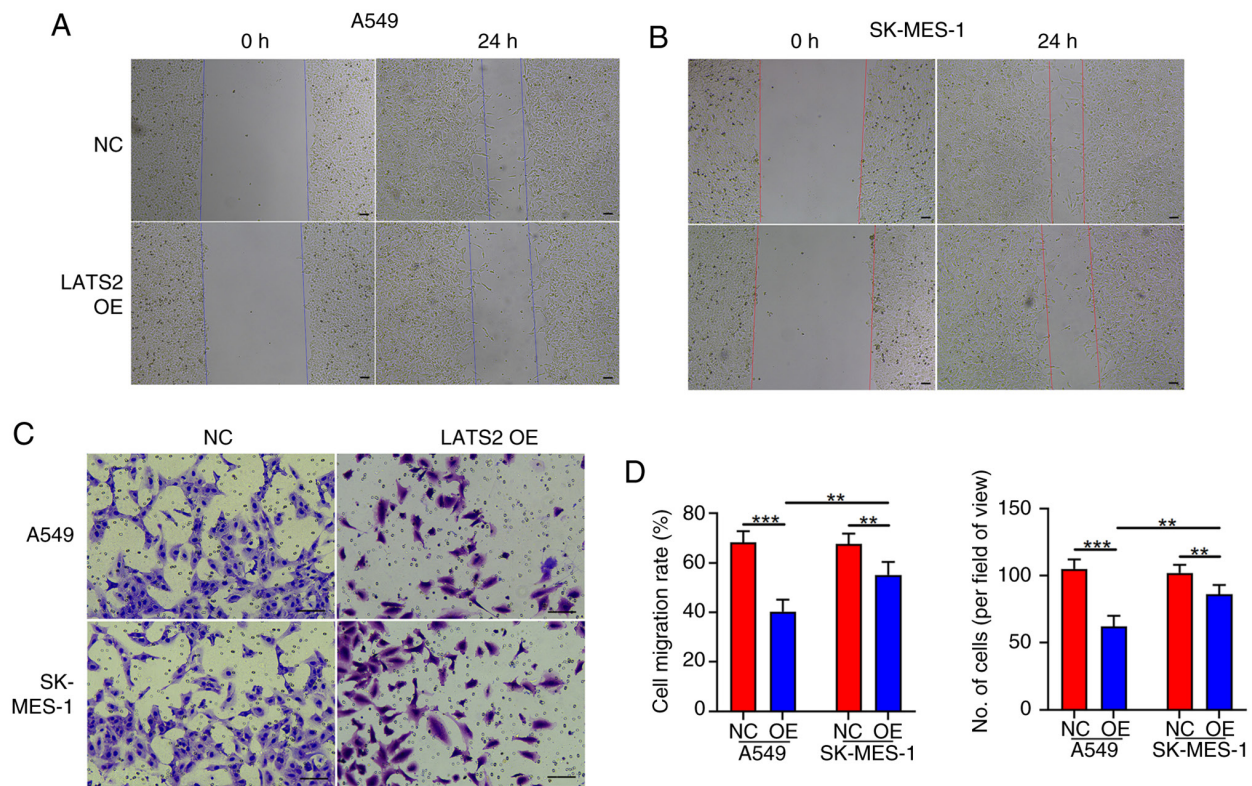 A
A549
0 h
24 h
NC
LATS2
OE
B
SK-MES-1
0 h
24 h
C
NC
LATS2 OE
A549
SK-
MES-1
D
Cell migration rate (%)
80
60
40
20
0
***
**
**
NC OE NC OE
A549 SK-MES-1
No. of cells (per field of view)
150
100
50
0
***
**
**
NC OE NC OE
A549 SK-MES-1